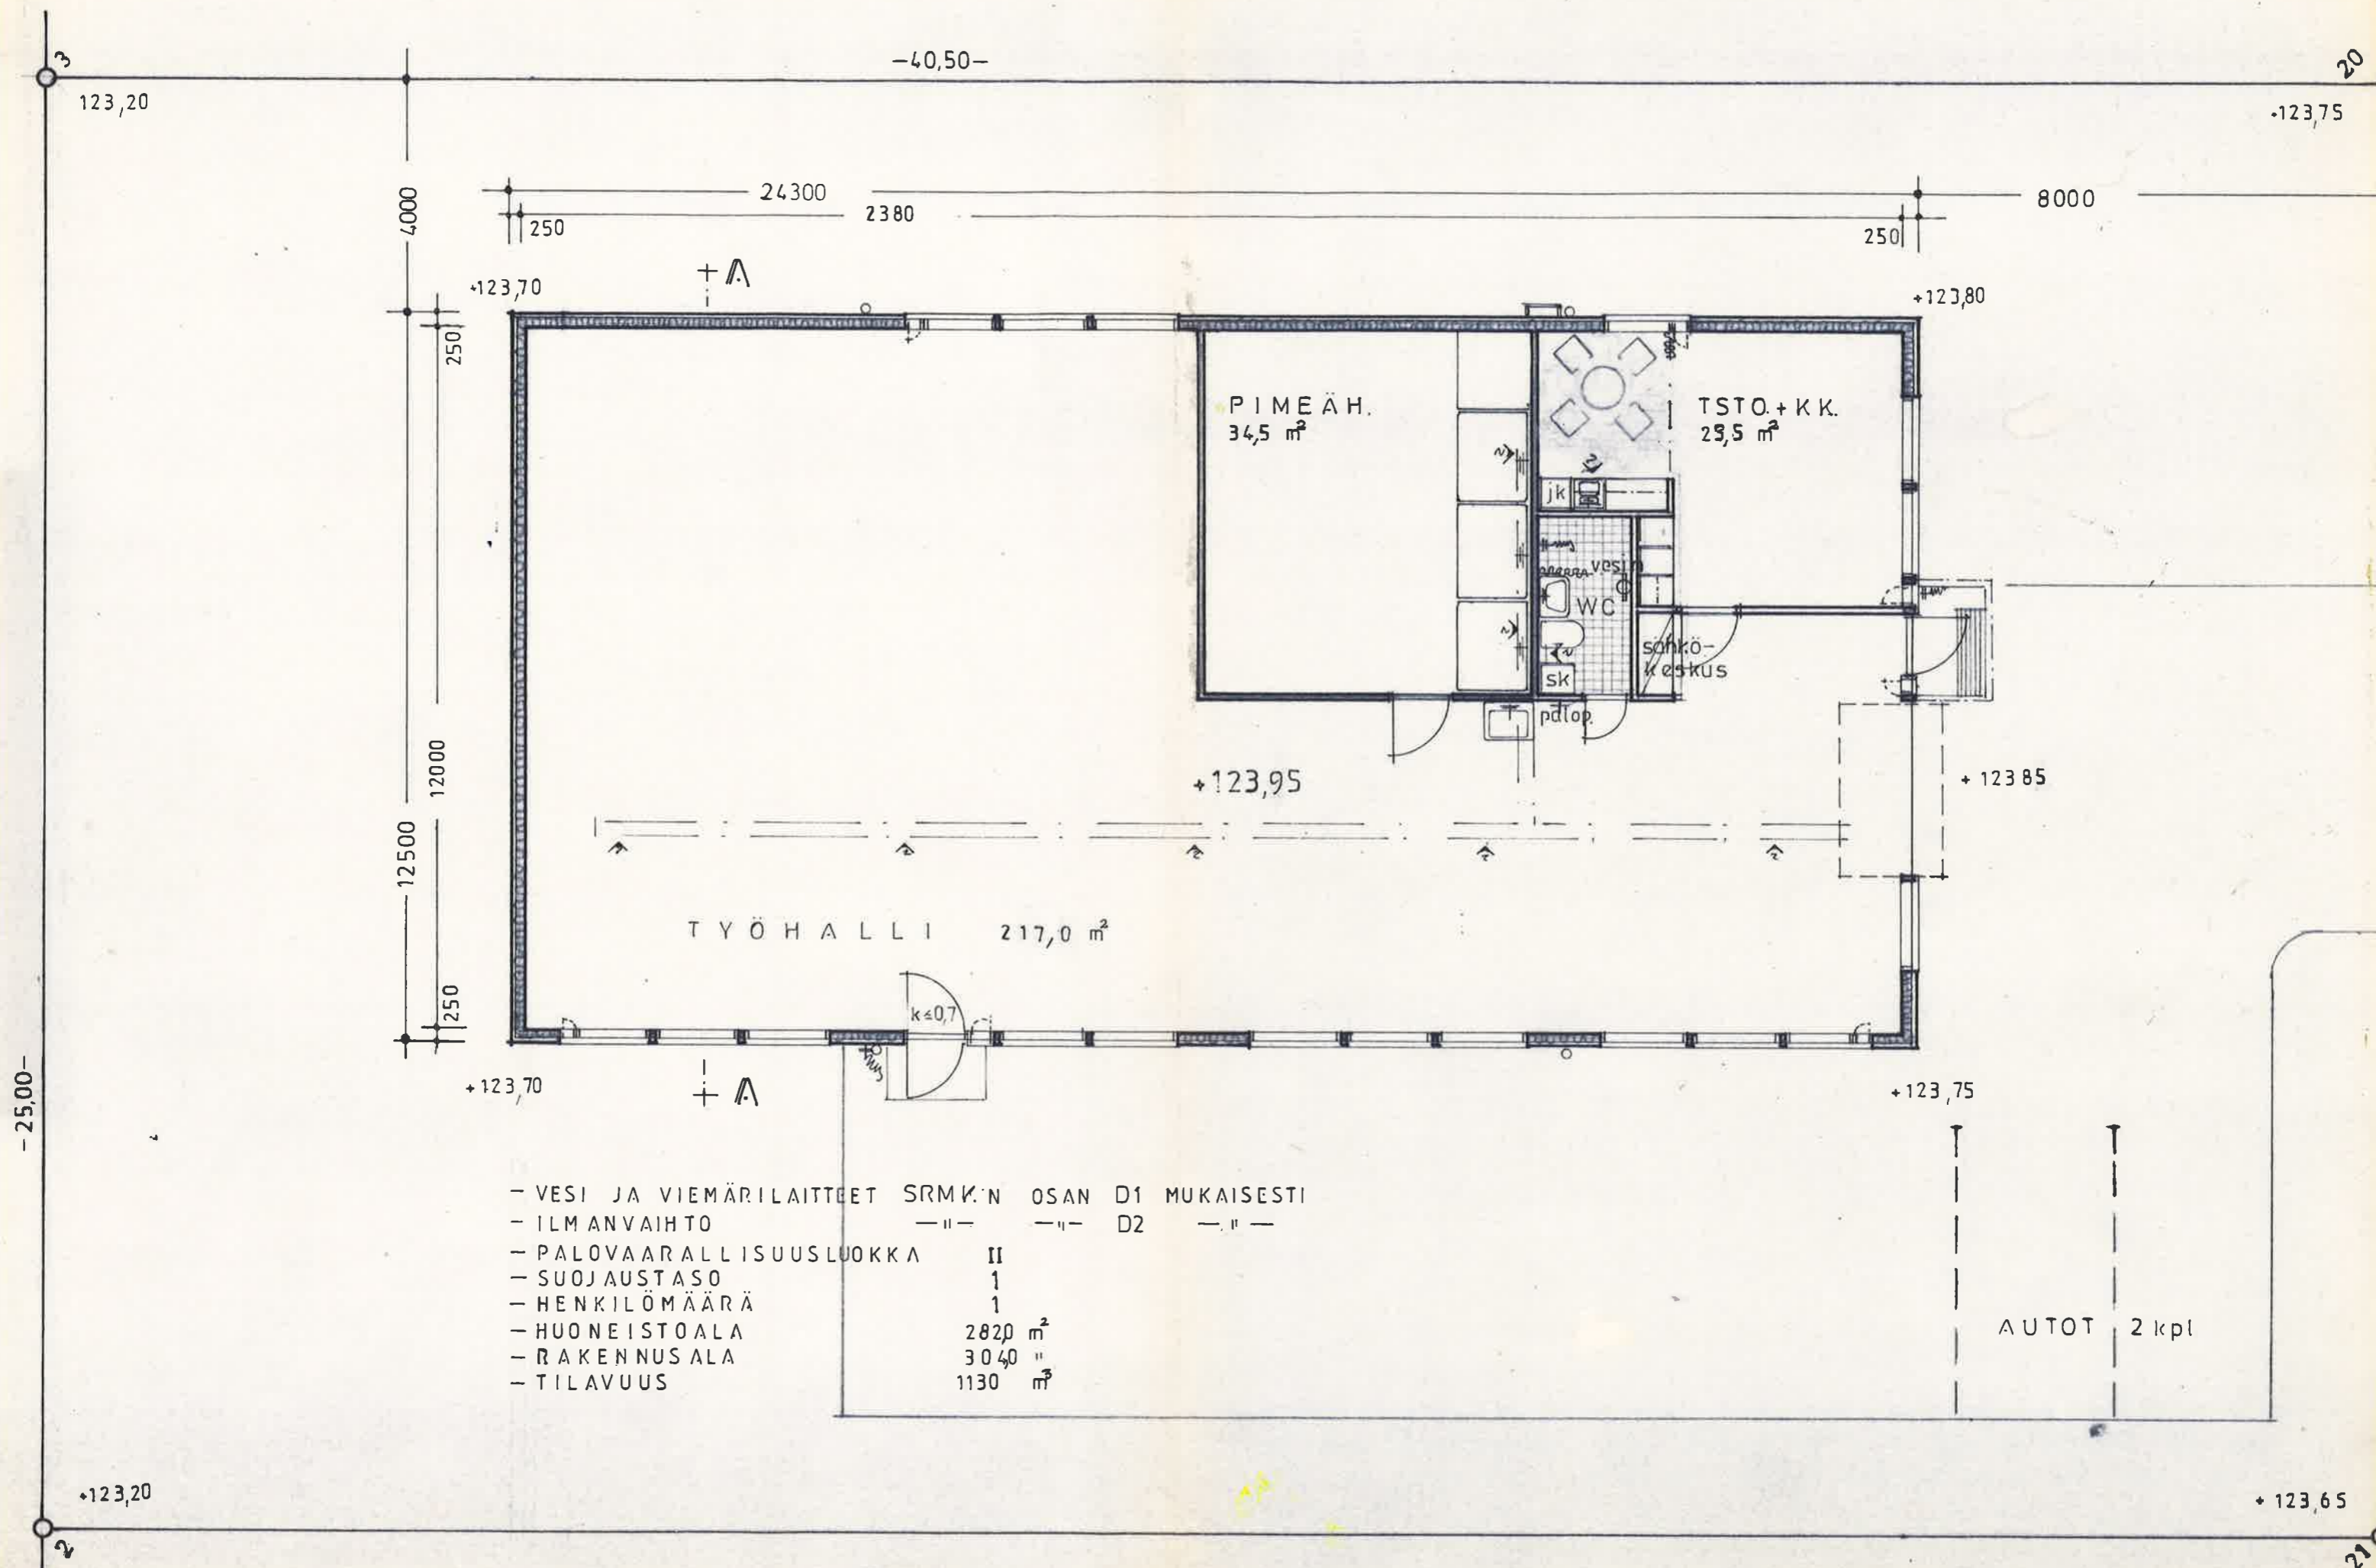 3
-40,50-
20
123,20
+123,75
24300
2380
8000
250
250
4000
+A
+123,70
+123,80
250
PIMEÄH.
34,5 m²
TSTO.+KK.
jk
vesi
WC
sähkö-
keskus
sk
palop.
+123,95
+ 12385
12000
12500
TYÖHALLI 217,0 m²
250
k≤0,7
-25,00-
+123,70
+A
+123,75
- VESI JA VIEMÄRILAITTEET SRMK:N OSAN D1 MUKAISESTI
- ILMANVAIHTO -"- -"- D2 -"-
- PALOVAARALLISUUSLUOKKA II
- SUOJAUSTASO 1
- HENKILÖMÄÄRÄ 1
- HUONEISTOALA 282,0 m²
- RAKENNUSALA 304,0 "
- TILAVUUS 1130 m³
AUTOT 2 kpl
+123,20
+ 123,65
2
21